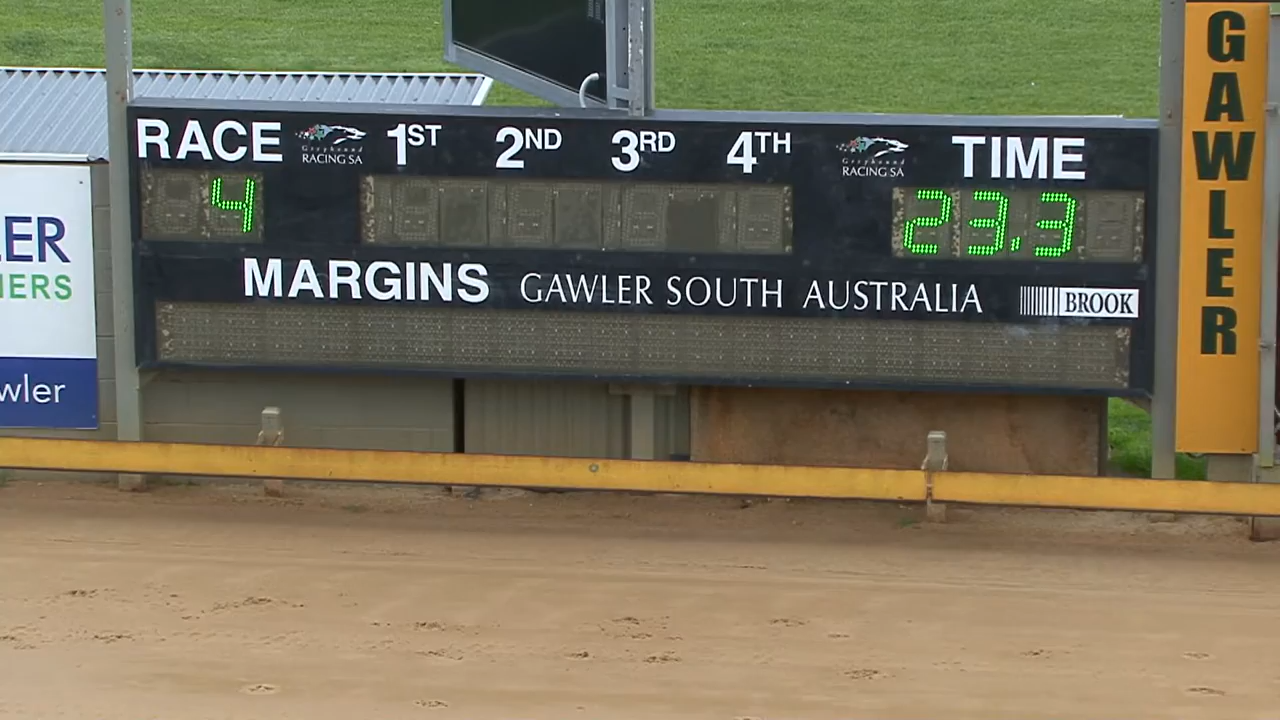 RACE
Greyhound
RACING SA
1ST
2ND
3RD
4TH
Greyhound
RACING SA
TIME
4
23.3
MARGINS
GAWLER SOUTH AUSTRALIA
BROOK
GAWLER
ER
NERS
wler